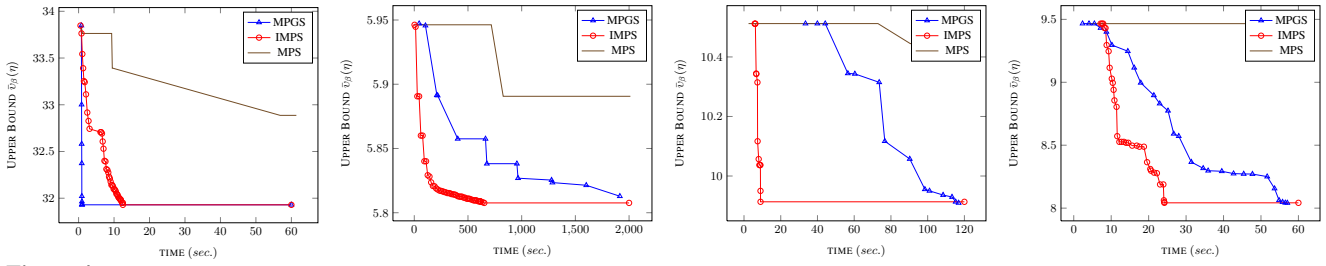 34
33.5
33
32.5
32
0
10
20
30
40
50
60
UPPER BOUND v̄β(η)
TIME (sec.)
MPGS
IMPS
MPS
5.95
5.9
5.85
5.8
0
500
1,000
1,500
2,000
UPPER BOUND v̄β(η)
TIME (sec.)
MPGS
IMPS
MPS
10.4
10.2
10
0
20
40
60
80
100
120
UPPER BOUND v̄β(η)
TIME (sec.)
MPGS
IMPS
MPS
9.5
9
8.5
8
0
10
20
30
40
50
60
UPPER BOUND v̄β(η)
TIME (sec.)
MPGS
IMPS
MPS